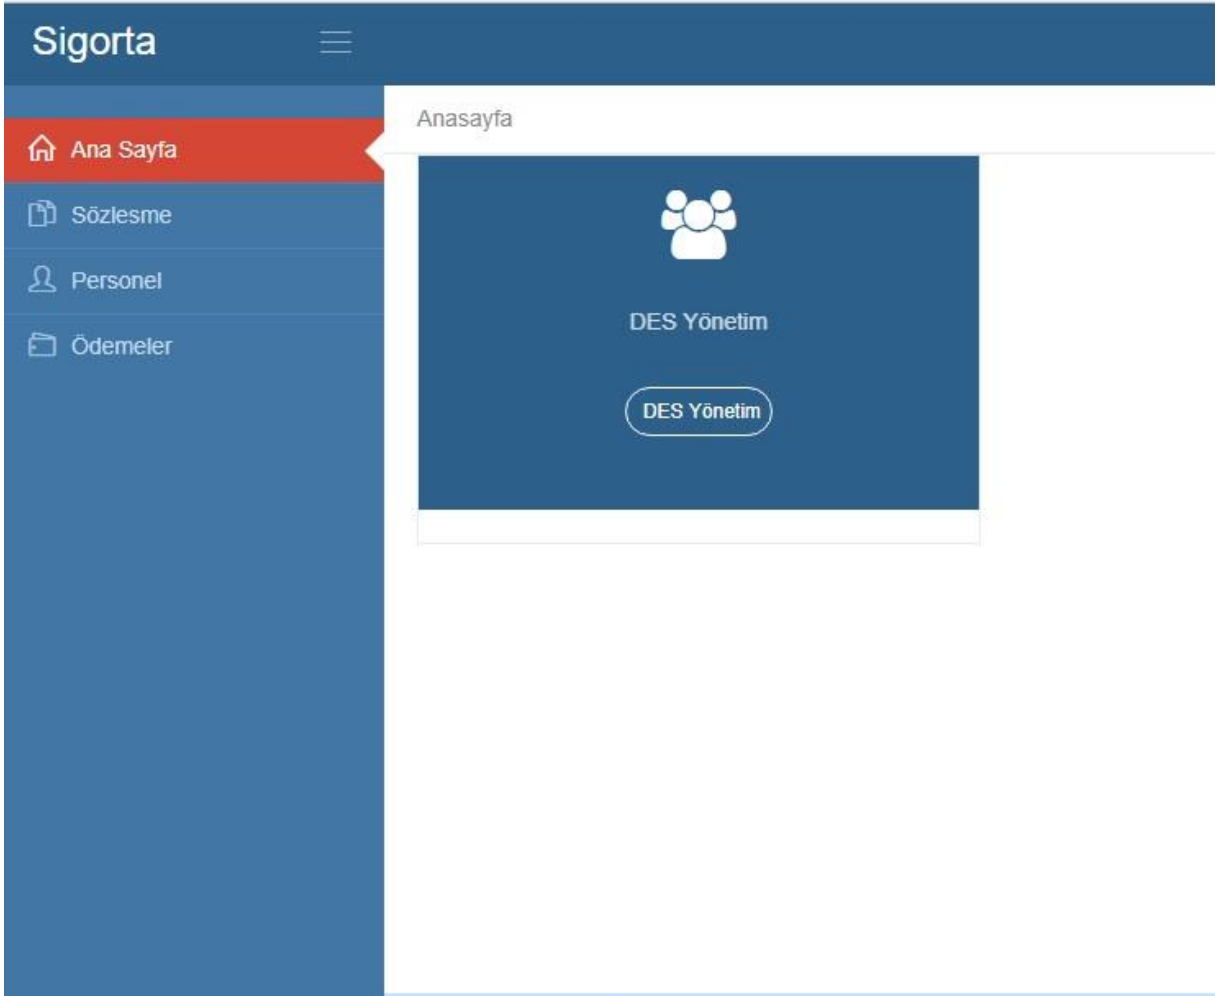 Sigorta
Anasayfa
Ana Sayfa
Sözlesme
Personel
Ödemeler
DES Yönetim
DES Yönetim